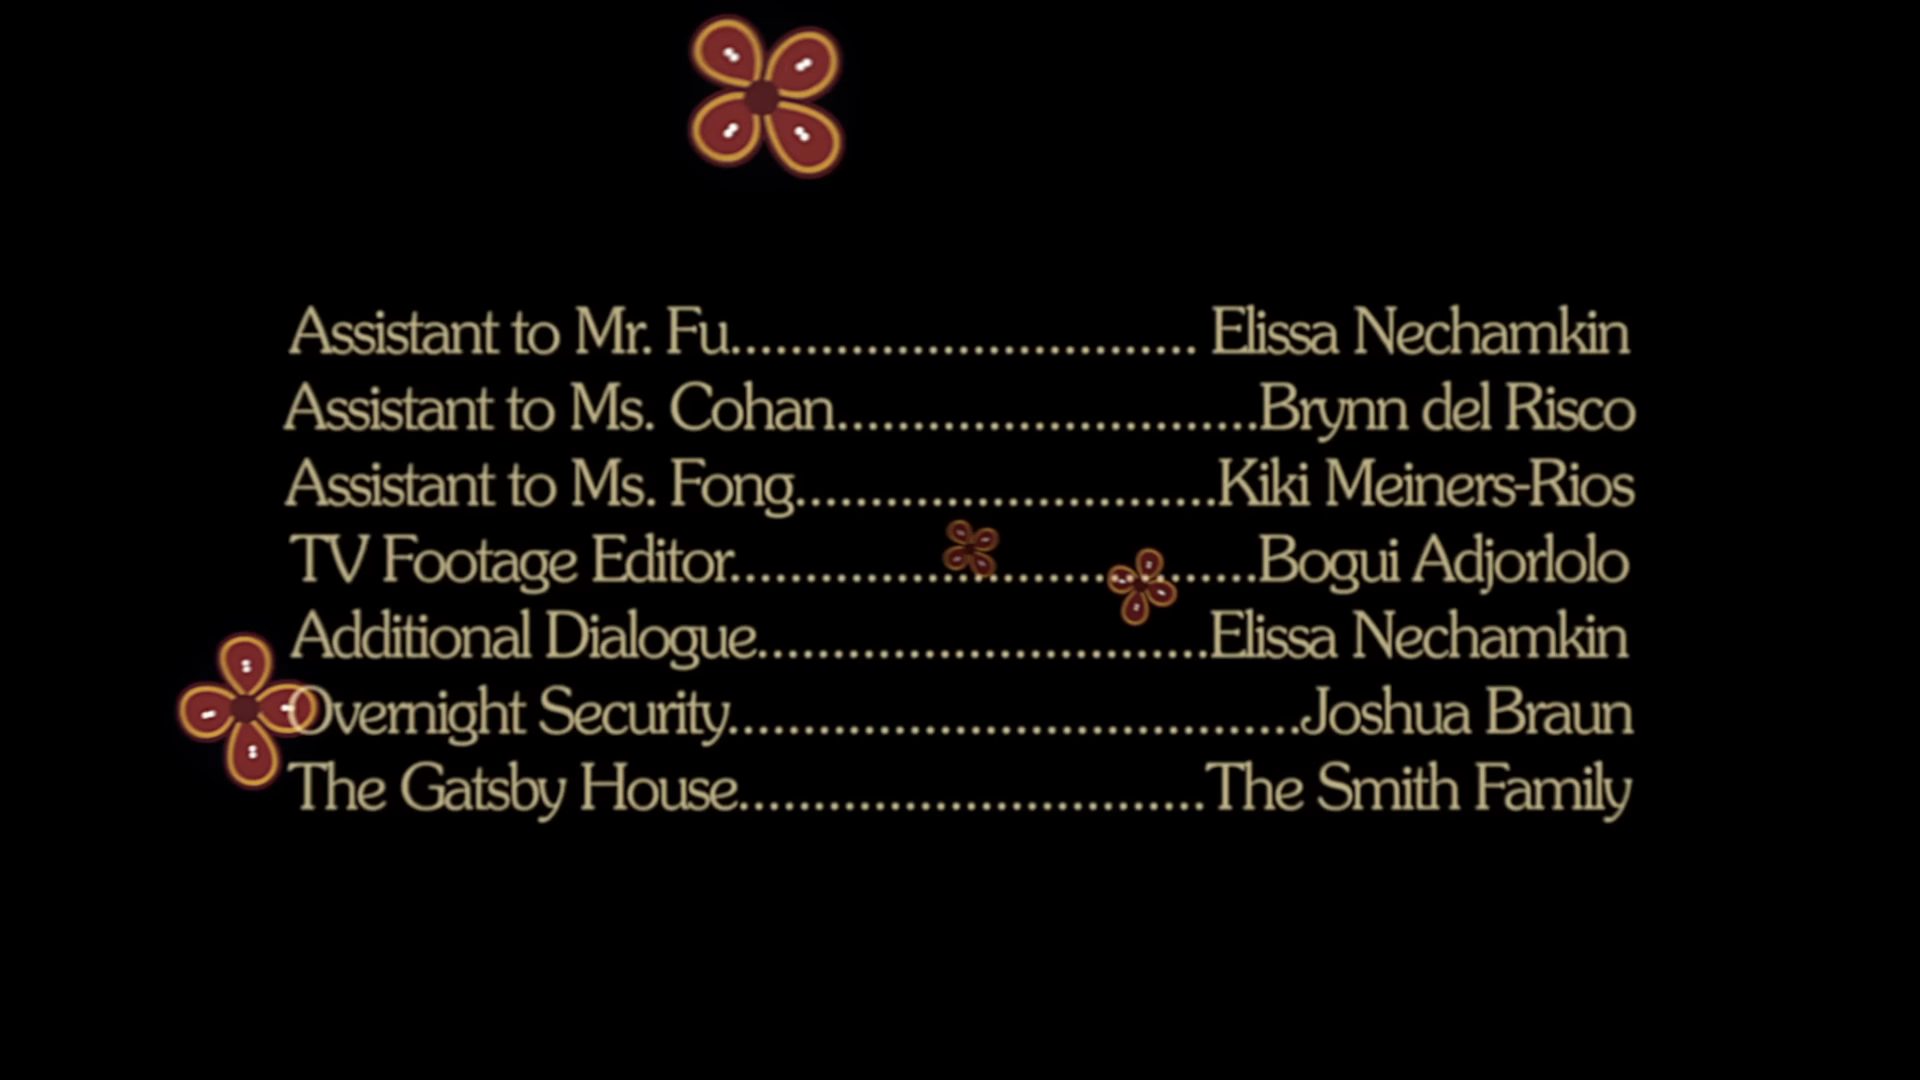 Assistant to Mr. Fu.............................. Elissa Nechamkin
Assistant to Ms. Cohan...........................Brynn del Risco
Assistant to Ms. Fong...........................Kiki Meiners-Rios
TV Footage Editor..................................Bogui Adjorlolo
Additional Dialogue.............................Elissa Nechamkin
Overnight Security.....................................Joshua Braun
The Gatsby House..............................The Smith Family